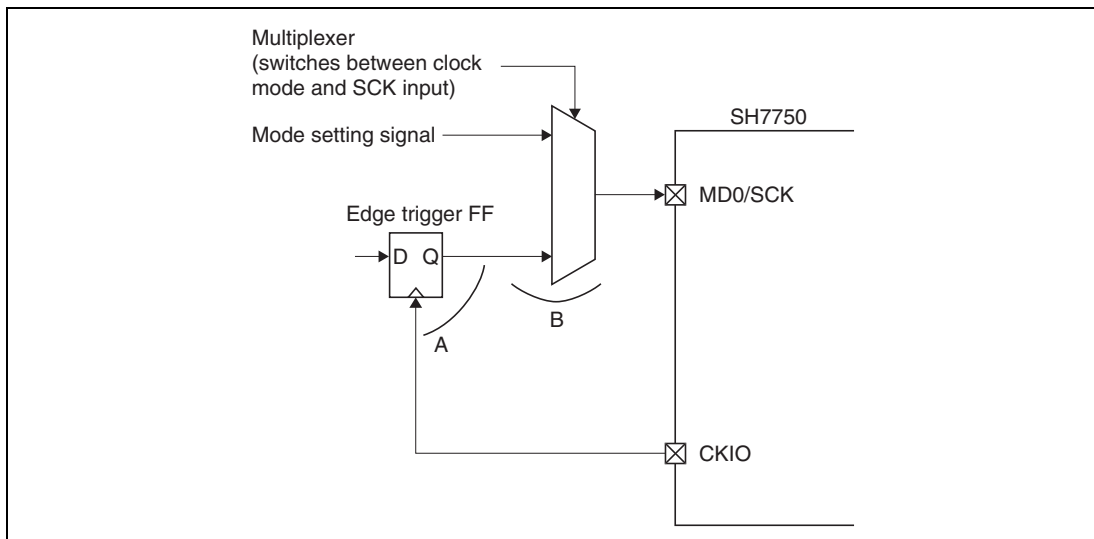 Multiplexer
(switches between clock
mode and SCK input)
SH7750
Mode setting signal
MD0/SCK
Edge trigger FF
D Q
B
A
CKIO